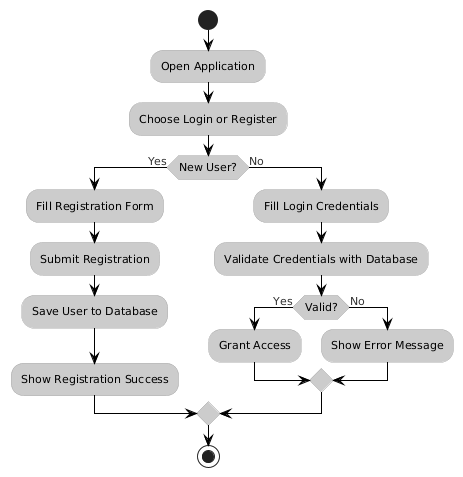 Open Application
Choose Login or Register
Yes
New User?
No
Fill Registration Form
Fill Login Credentials
Submit Registration
Validate Credentials with Database
Save User to Database
Yes
Valid?
No
Grant Access
Show Error Message
Show Registration Success